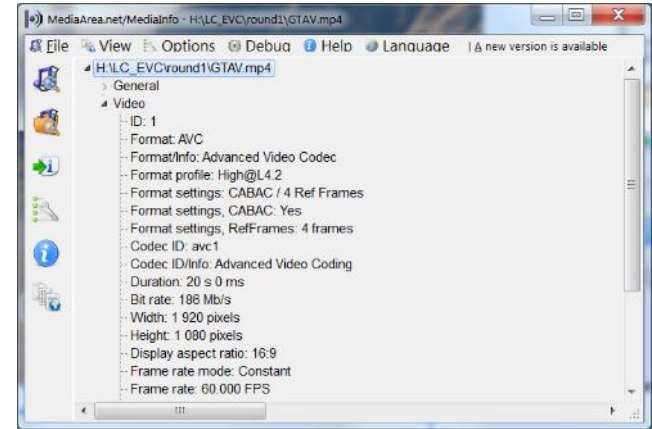 MediaArea.net/MediaInfo - H:\LC_EVC\round1\GTAV.mp4
File View Options Debug Help Language | A new version is available
H:\LC_EVC\round1\GTAV.mp4
General
Video
ID: 1
Format: AVC
Format/Info: Advanced Video Codec
Format profile: High@L4.2
Format settings: CABAC / 4 Ref Frames
Format settings, CABAC: Yes
Format settings, RefFrames: 4 frames
Codec ID: avc1
Codec ID/Info: Advanced Video Coding
Duration: 20 s 0 ms
Bit rate: 186 Mb/s
Width: 1 920 pixels
Height: 1 080 pixels
Display aspect ratio: 16:9
Frame rate mode: Constant
Frame rate: 60.000 FPS